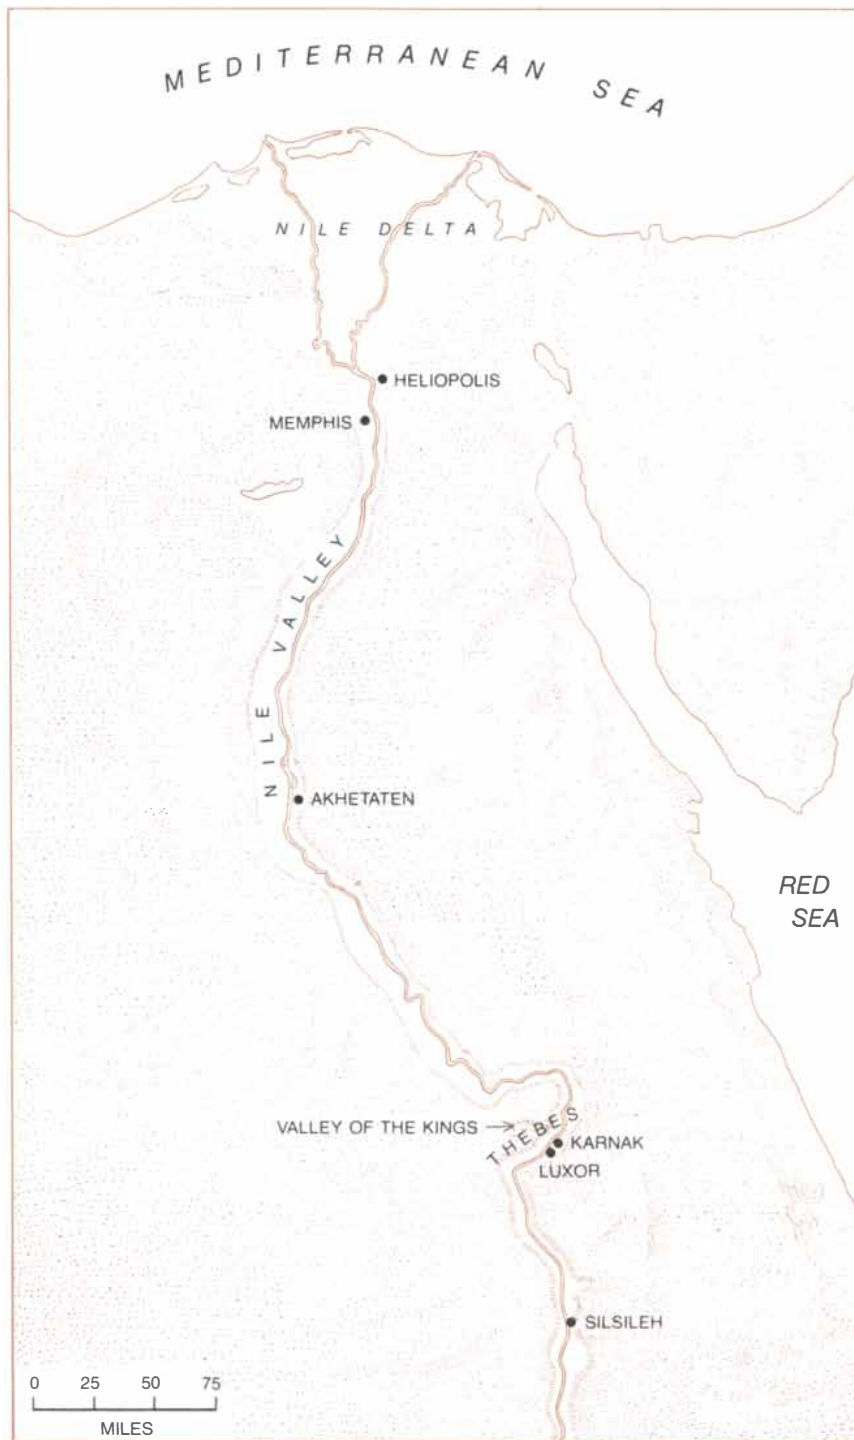 MEDITERRANEAN SEA
NILE DELTA
HELIOPOLIS
MEMPHIS
NILE VALLEY
AKHETATEN
RED
SEA
VALLEY OF THE KINGS
THEBES
KARNAK
LUXOR
SILSILEH
0 25 50 75
MILES